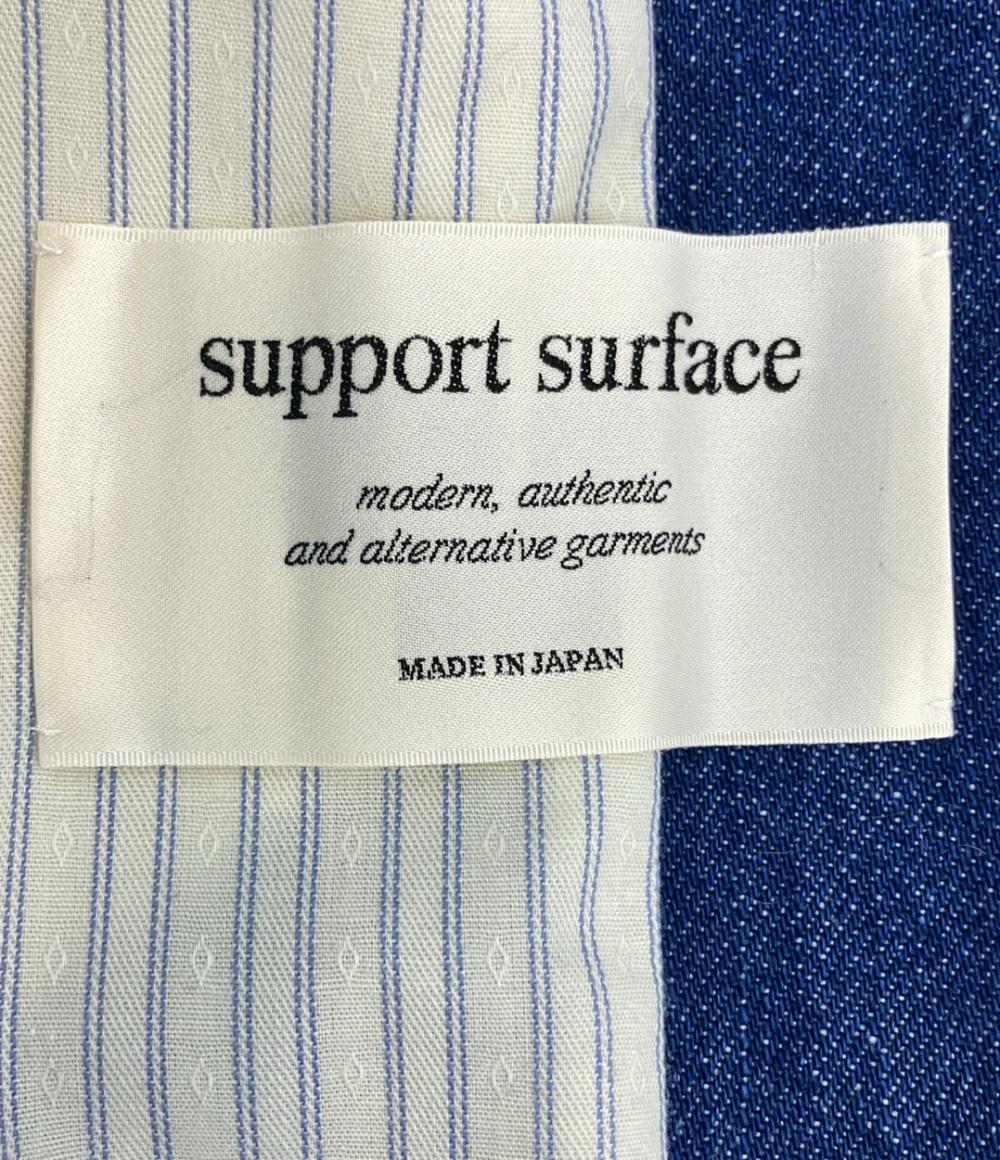 support surface
modern, authentic
and alternative garments
MADE IN JAPAN